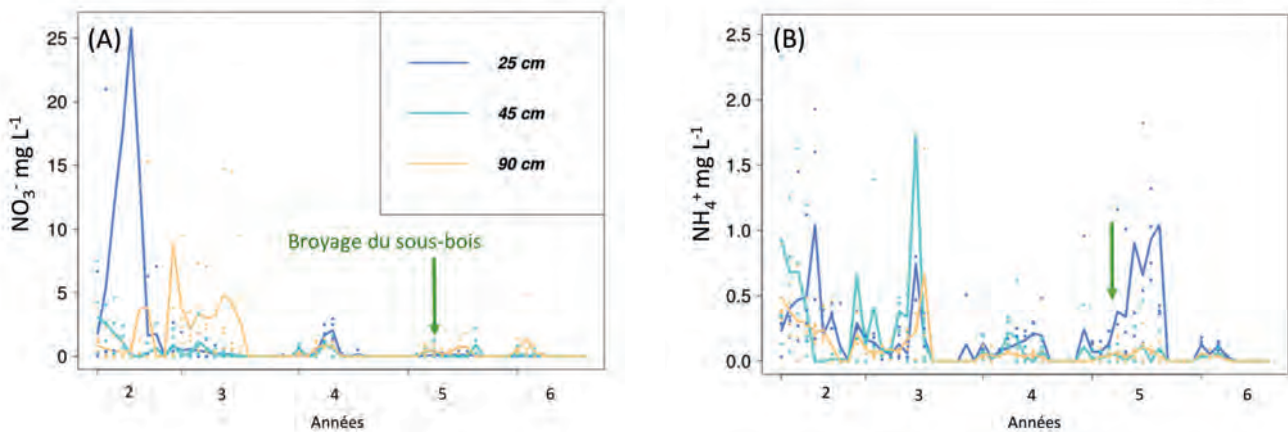 (A)
NO3- mg L-1
25
20
15
10
5
0
25 cm
45 cm
90 cm
Broyage du sous-bois
2 3 4 5 6
Années
(B)
NH4+ mg L-1
2.5
2.0
1.5
1.0
0.5
0.0
2 3 4 5 6
Années